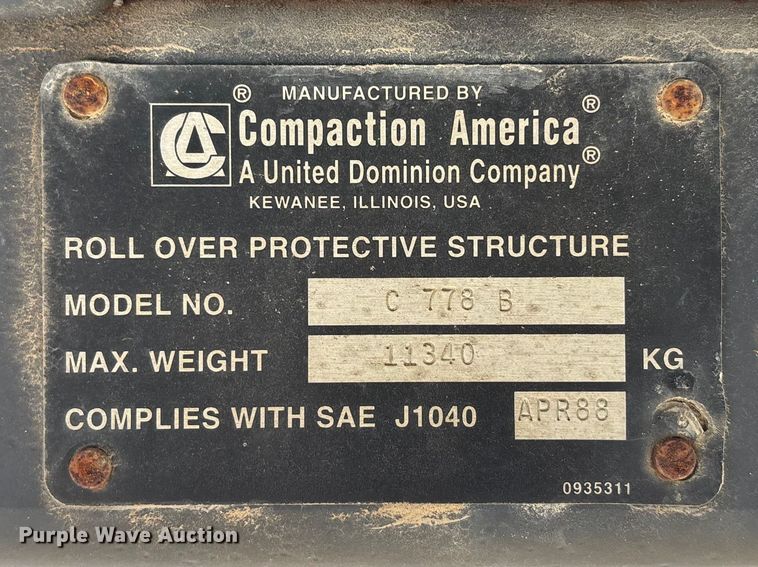 ® MANUFACTURED BY
CA Compaction America®
A United Dominion Company®
KEWANEE, ILLINOIS, USA
ROLL OVER PROTECTIVE STRUCTURE
MODEL NO. C 778 B
MAX. WEIGHT 11340 KG
COMPLIES WITH SAE J1040 APR88
0935311
Purple Wave Auction